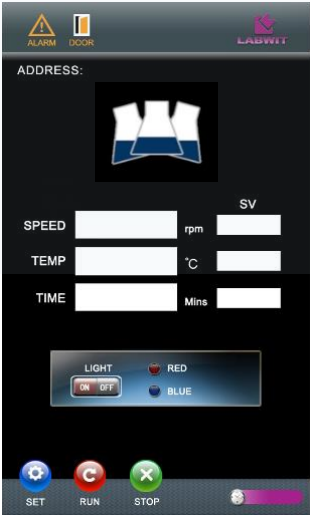 ALARM DOOR LABWIT
ADDRESS:
SV
SPEED rpm
TEMP °C
TIME Mins
LIGHT RED
ON OFF BLUE
SET RUN STOP